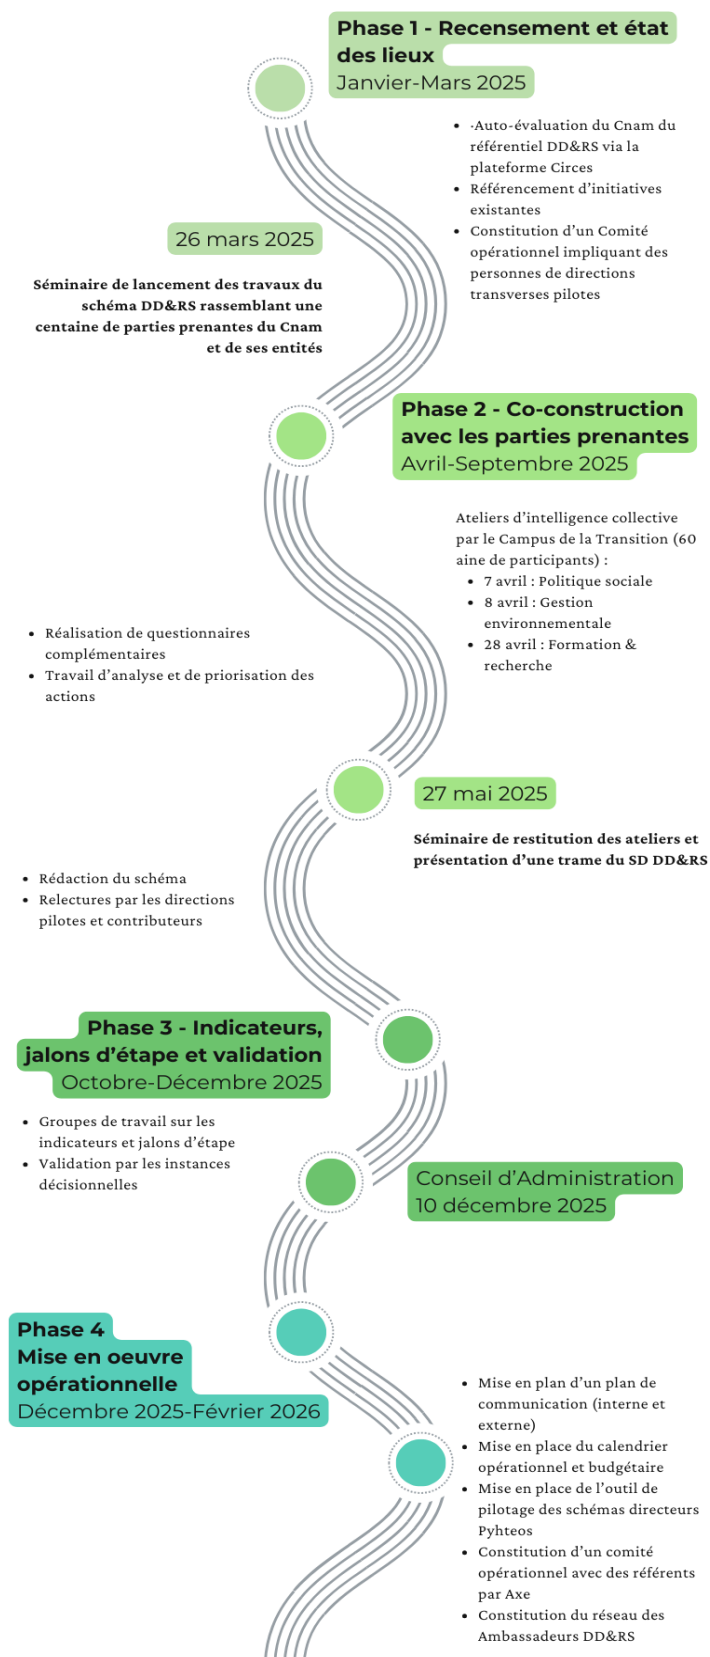 Phase 1 - Recensement et état
des lieux
Janvier-Mars 2025
• ·Auto-évaluation du Cnam du
référentiel DD&RS via la
plateforme Circes
• Référencement d’initiatives
existantes
• Constitution d’un Comité
opérationnel impliquant des
personnes de directions
transverses pilotes
26 mars 2025
Séminaire de lancement des travaux du
schéma DD&RS rassemblant une
centaine de parties prenantes du Cnam
et de ses entités
Phase 2 - Co-construction
avec les parties prenantes
Avril-Septembre 2025
Ateliers d’intelligence collective
par le Campus de la Transition (60
aine de participants) :
• 7 avril : Politique sociale
• 8 avril : Gestion
environnementale
• 28 avril : Formation &
recherche
• Réalisation de questionnaires
complémentaires
• Travail d’analyse et de priorisation des
actions
27 mai 2025
Séminaire de restitution des ateliers et
présentation d’une trame du SD DD&RS
• Rédaction du schéma
• Relectures par les directions
pilotes et contributeurs
Phase 3 - Indicateurs,
jalons d’étape et validation
Octobre-Décembre 2025
• Groupes de travail sur les
indicateurs et jalons d’étape
• Validation par les instances
décisionnelles
Conseil d’Administration
10 décembre 2025
Phase 4
Mise en oeuvre
opérationnelle
Décembre 2025-Février 2026
• Mise en plan d’un plan de
communication (interne et
externe)
• Mise en place du calendrier
opérationnel et budgétaire
• Mise en place de l’outil de
pilotage des schémas directeurs
Pyhteos
• Constitution d’un comité
opérationnel avec des référents
par Axe
• Constitution du réseau des
Ambassadeurs DD&RS